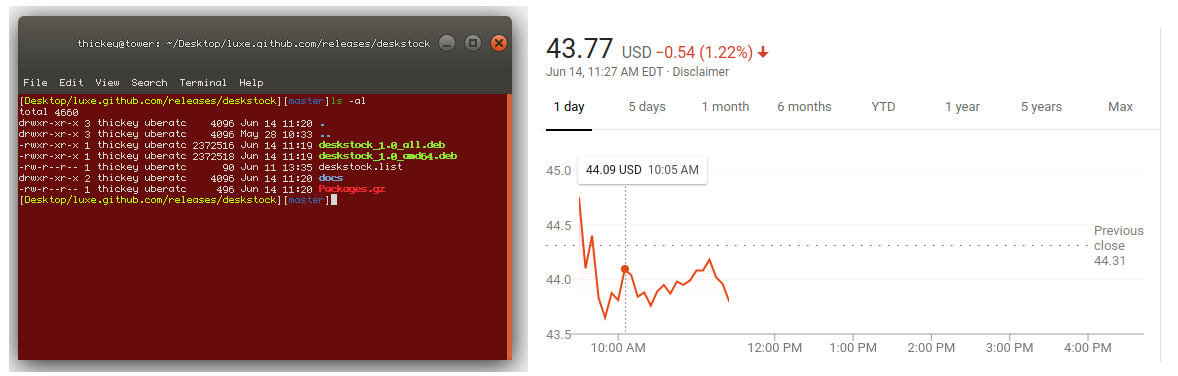 thickey@tower: ~/Desktop/luxe.github.com/releases/deskstock
File Edit View Search Terminal Help
[Desktop/luxe.github.com/releases/deskstock][master]ls -al
total 4660
drwxr-xr-x 3 thickey uberatc 4096 Jun 14 11:20 .
drwxr-xr-x 3 thickey uberatc 4096 May 28 10:33 ..
-rwxr-xr-x 1 thickey uberatc 2372516 Jun 14 11:19 deskstock_1.0_all.deb
-rwxr-xr-x 1 thickey uberatc 2372518 Jun 14 11:19 deskstock_1.0_amd64.deb
-rw-r--r-- 1 thickey uberatc 90 Jun 11 13:35 deskstock.list
drwxr-xr-x 2 thickey uberatc 4096 Jun 14 11:20 docs
-rw-r--r-- 1 thickey uberatc 496 Jun 14 11:20 Packages.gz
[Desktop/luxe.github.com/releases/deskstock][master]
43.77 USD −0.54 (1.22%)
Jun 14, 11:27 AM EDT · Disclaimer
1 day 5 days 1 month 6 months YTD 1 year 5 years Max
44.09 USD 10:05 AM
45.0
44.5
44.0
43.5
Previous
close
44.31
10:00 AM 12:00 PM 1:00 PM 2:00 PM 3:00 PM 4:00 PM